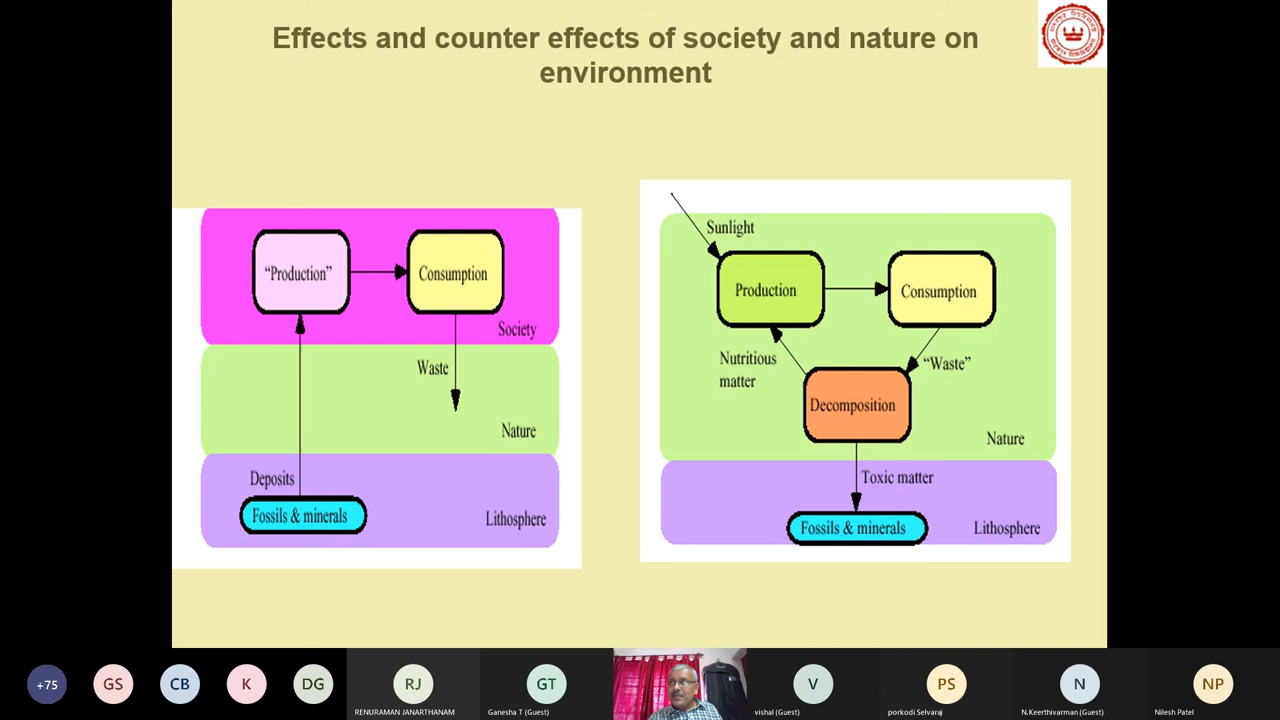 Effects and counter effects of society and nature on
environment
“Production”
Consumption
Society
Waste
Nature
Deposits
Fossils & minerals
Lithosphere
Sunlight
Production
Consumption
Nutritious
matter
“Waste”
Decomposition
Nature
Toxic matter
Fossils & minerals
Lithosphere
+75
GS
CB
K
DG
RJ
RENURAMAN JANARTHANAM
GT
Ganesha T (Guest)
V
vishal (Guest)
PS
porkodi Selvaraj
N
N.Keerthivarman (Guest)
NP
Nilesh Patel